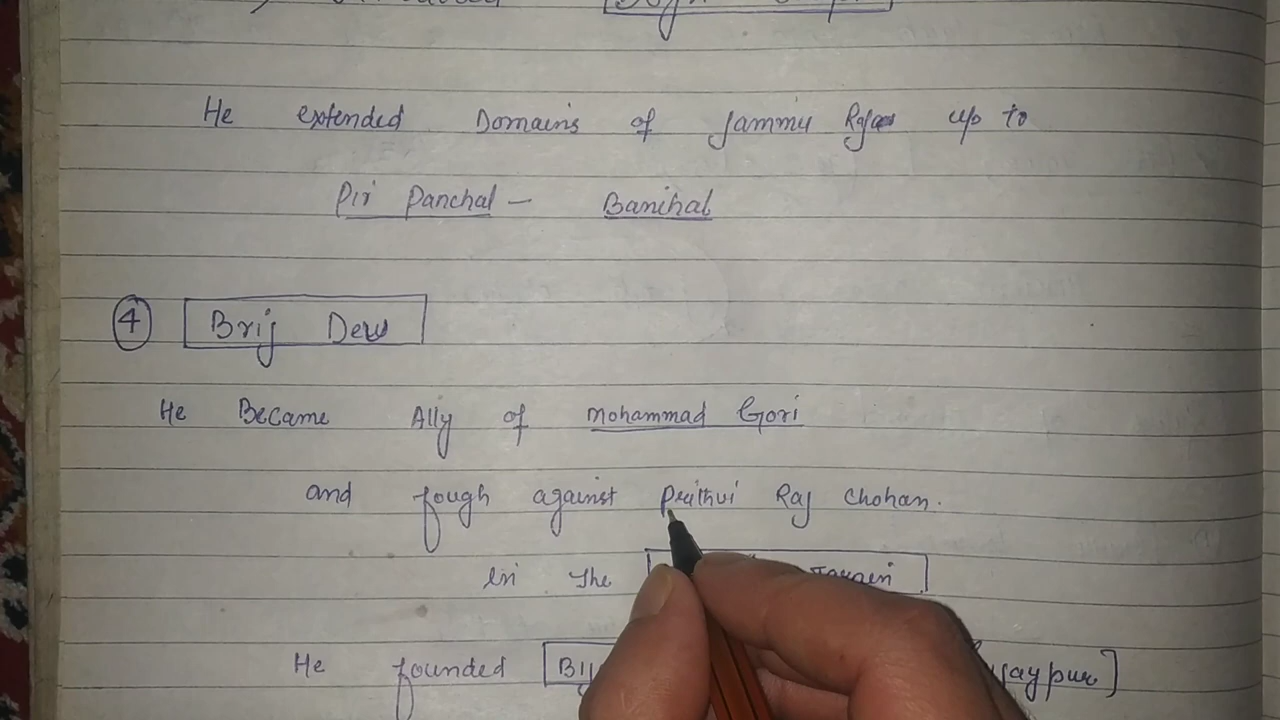 He extended Domains of Jammu Rajas up to
Pir Panchal - Banihal
4 Brij Dev
He Became Ally of Mohammad Gori
and fough against Prithvi Raj Chohan.
In The Tarain
He founded